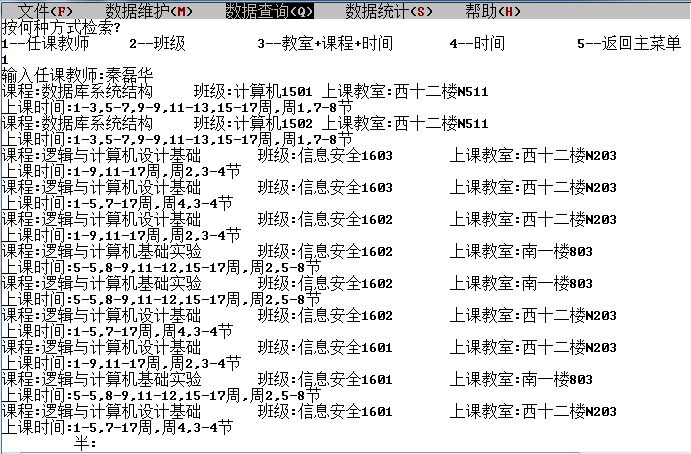 文件(F) 数据维护(M) 数据查询(Q) 数据统计(S) 帮助(H)
按何种方式检索?
1--任课教师 2--班级 3--教室+课程+时间 4--时间 5--返回主菜单
1
输入任课教师:秦磊华
课程:数据库系统结构 班级:计算机1501 上课教室:西十二楼N511
上课时间:1-3,5-7,9-9,11-13,15-17周,周1,7-8节
课程:数据库系统结构 班级:计算机1502 上课教室:西十二楼N511
上课时间:1-3,5-7,9-9,11-13,15-17周,周1,7-8节
课程:逻辑与计算机设计基础 班级:信息安全1603 上课教室:西十二楼N203
上课时间:1-9,11-17周,周2,3-4节
课程:逻辑与计算机设计基础 班级:信息安全1603 上课教室:西十二楼N203
上课时间:1-5,7-17周,周4,3-4节
课程:逻辑与计算机设计基础 班级:信息安全1602 上课教室:西十二楼N203
上课时间:1-9,11-17周,周2,3-4节
课程:逻辑与计算机基础实验 班级:信息安全1602 上课教室:南一楼803
上课时间:5-5,8-9,11-12,15-17周,周2,5-8节
课程:逻辑与计算机基础实验 班级:信息安全1602 上课教室:南一楼803
上课时间:5-5,8-9,11-12,15-17周,周2,5-8节
课程:逻辑与计算机设计基础 班级:信息安全1602 上课教室:西十二楼N203
上课时间:1-5,7-17周,周4,3-4节
课程:逻辑与计算机设计基础 班级:信息安全1601 上课教室:西十二楼N203
上课时间:1-9,11-17周,周2,3-4节
课程:逻辑与计算机基础实验 班级:信息安全1601 上课教室:南一楼803
上课时间:5-5,8-9,11-12,15-17周,周2,5-8节
课程:逻辑与计算机设计基础 班级:信息安全1601 上课教室:西十二楼N203
上课时间:1-5,7-17周,周4,3-4节
半: